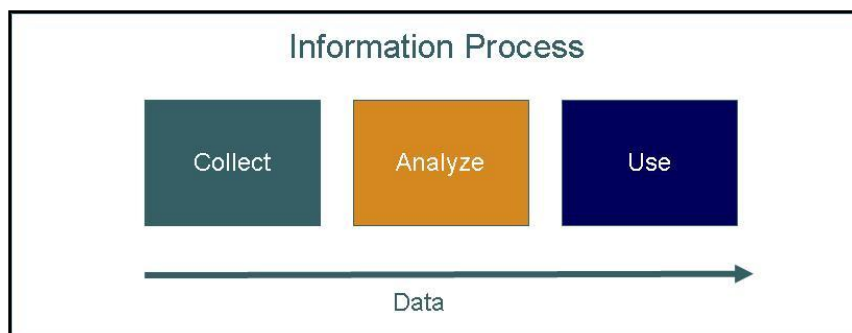 Information Process
Collect
Analyze
Use
Data